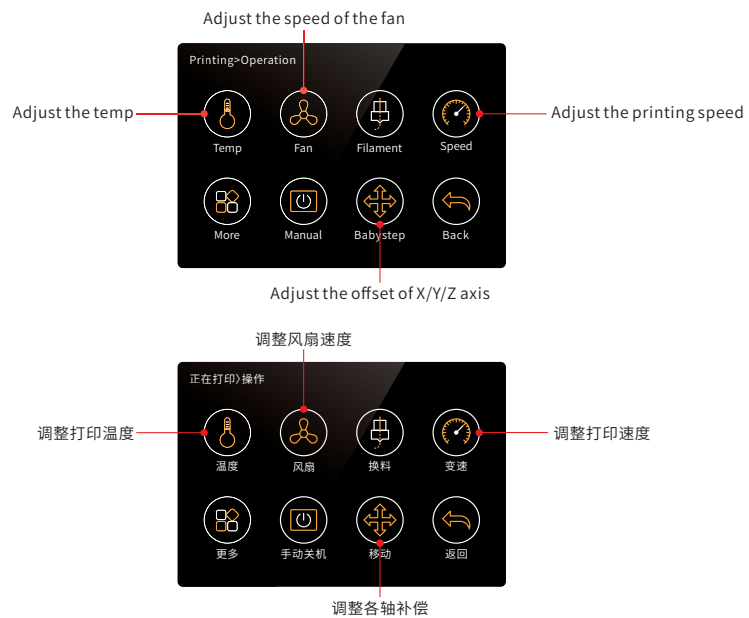 Adjust the speed of the fan
Printing>Operation
Adjust the temp
Adjust the printing speed
Temp
Fan
Filament
Speed
More
Manual
Babystep
Back
Adjust the offset of X/Y/Z axis
调整风扇速度
正在打印>操作
调整打印温度
调整打印速度
温度
风扇
换料
变速
更多
手动关机
移动
返回
调整各轴补偿